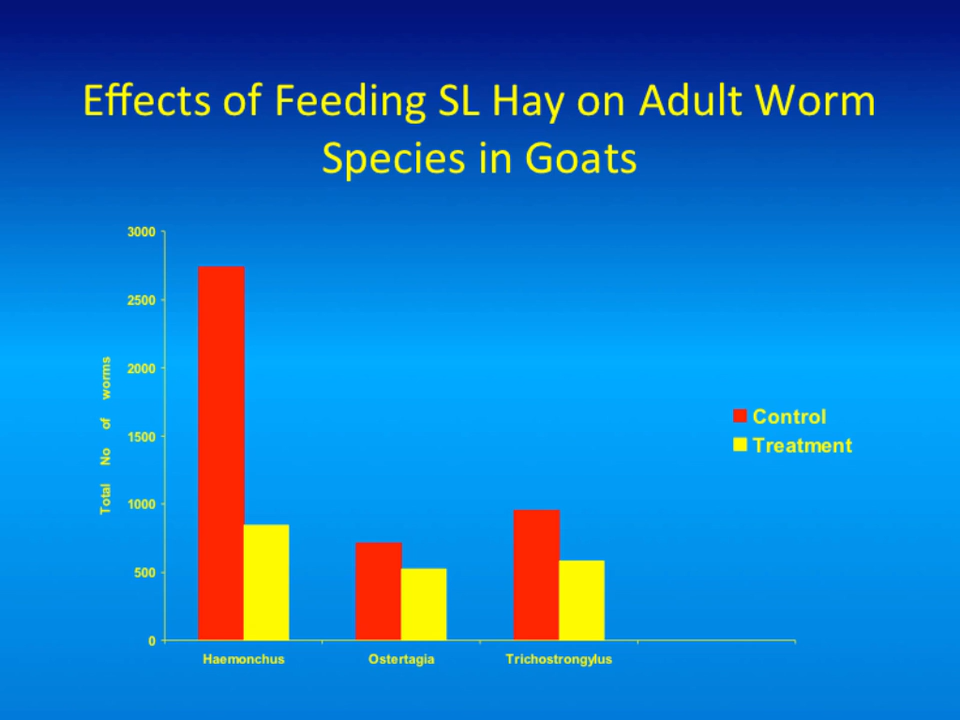 Effects of Feeding SL Hay on Adult Worm
Species in Goats
3000
2500
2000
1500
1000
500
0
Total No of worms
Haemonchus Ostertagia Trichostrongylus
Control
Treatment